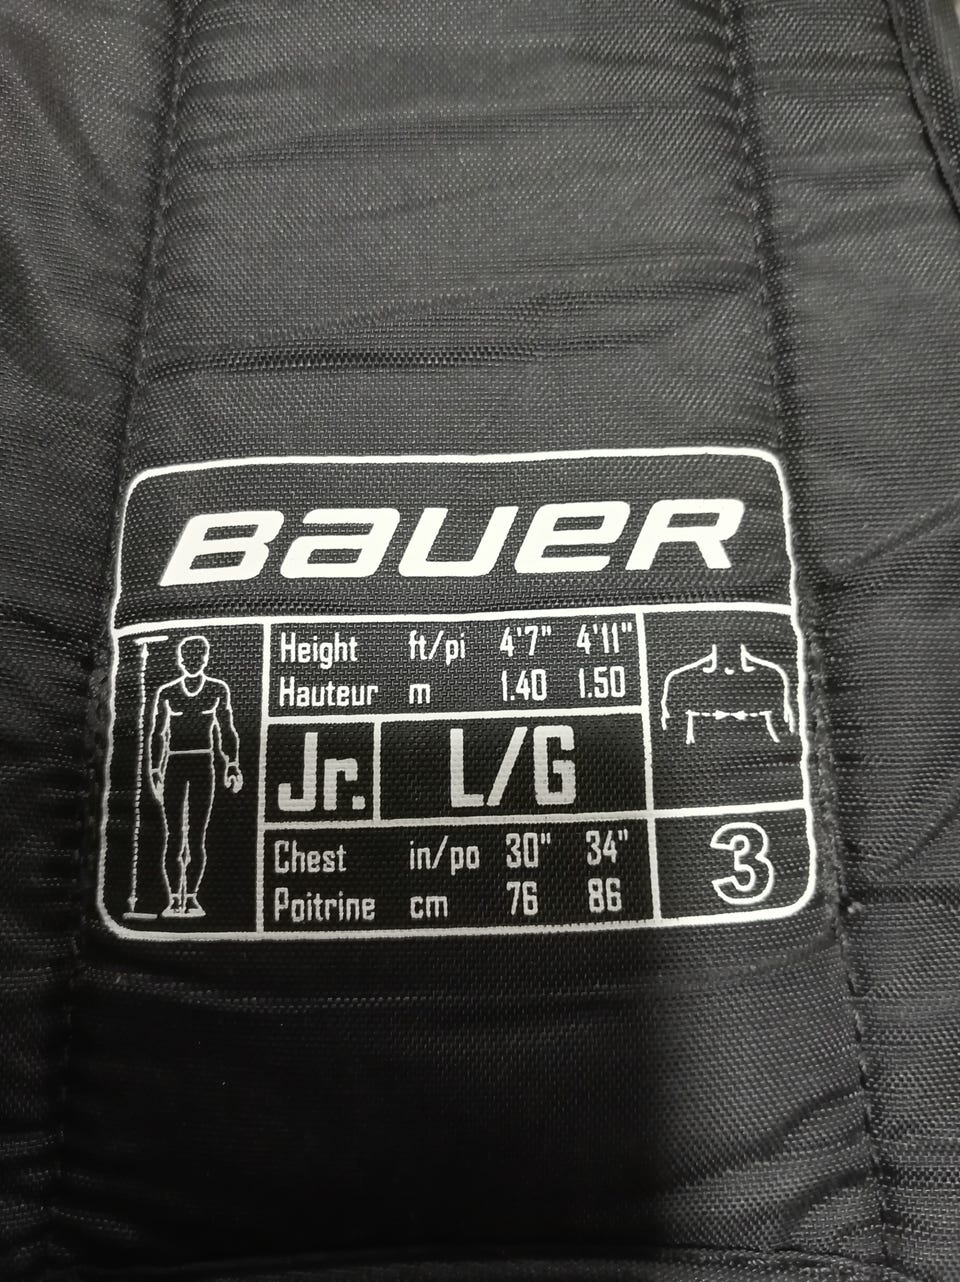 BAUER
Height ft/pi 4'7" 4'11"
Hauteur m 1.40 1.50
Jr. L/G
Chest in/po 30" 34"
Poitrine cm 76 86
3